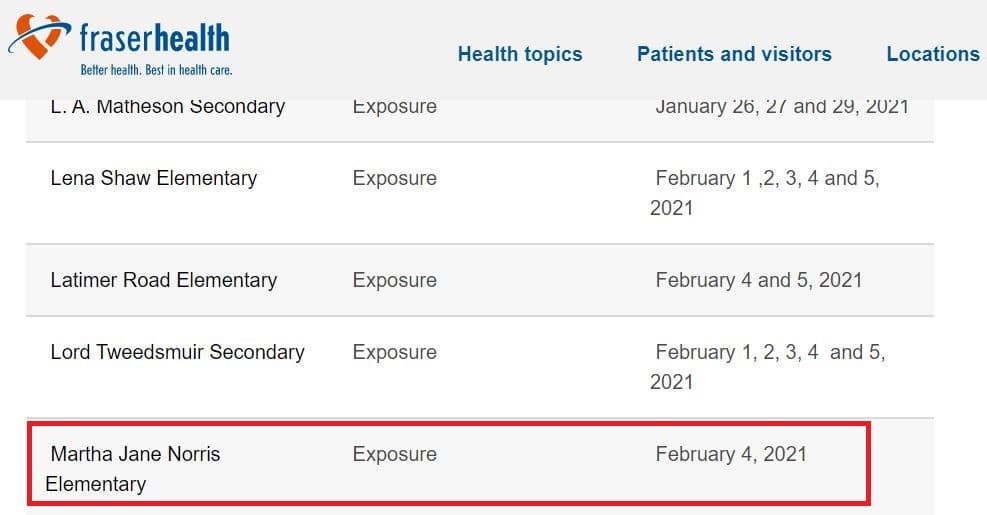 fraserhealth
Better health. Best in health care.
Health topics Patients and visitors Locations
L. A. Matheson Secondary Exposure January 26, 27 and 29, 2021
Lena Shaw Elementary Exposure February 1 ,2, 3, 4 and 5,
2021
Latimer Road Elementary Exposure February 4 and 5, 2021
Lord Tweedsmuir Secondary Exposure February 1, 2, 3, 4 and 5,
2021
Martha Jane Norris Exposure February 4, 2021
Elementary